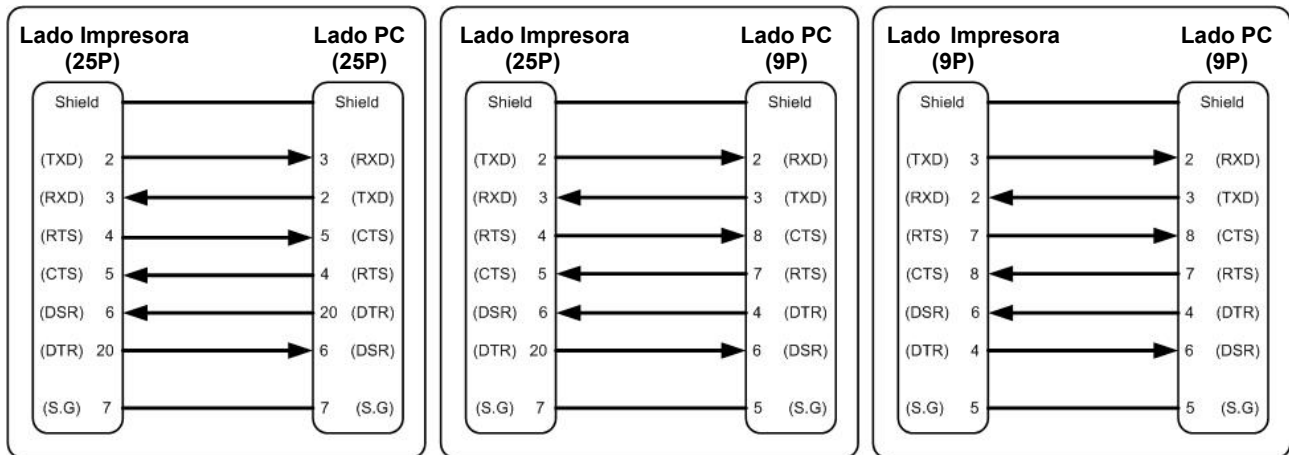 Lado Impresora (25P) Lado PC (25P)
Shield Shield
(TXD) 2 3 (RXD)
(RXD) 3 2 (TXD)
(RTS) 4 5 (CTS)
(CTS) 5 4 (RTS)
(DSR) 6 20 (DTR)
(DTR) 20 6 (DSR)
(S.G) 7 7 (S.G)
Lado Impresora (25P) Lado PC (9P)
Shield Shield
(TXD) 2 2 (RXD)
(RXD) 3 3 (TXD)
(RTS) 4 8 (CTS)
(CTS) 5 7 (RTS)
(DSR) 6 4 (DTR)
(DTR) 20 6 (DSR)
(S.G) 7 5 (S.G)
Lado Impresora (9P) Lado PC (9P)
Shield Shield
(TXD) 3 2 (RXD)
(RXD) 2 3 (TXD)
(RTS) 7 8 (CTS)
(CTS) 8 7 (RTS)
(DSR) 6 4 (DTR)
(DTR) 4 6 (DSR)
(S.G) 5 5 (S.G)